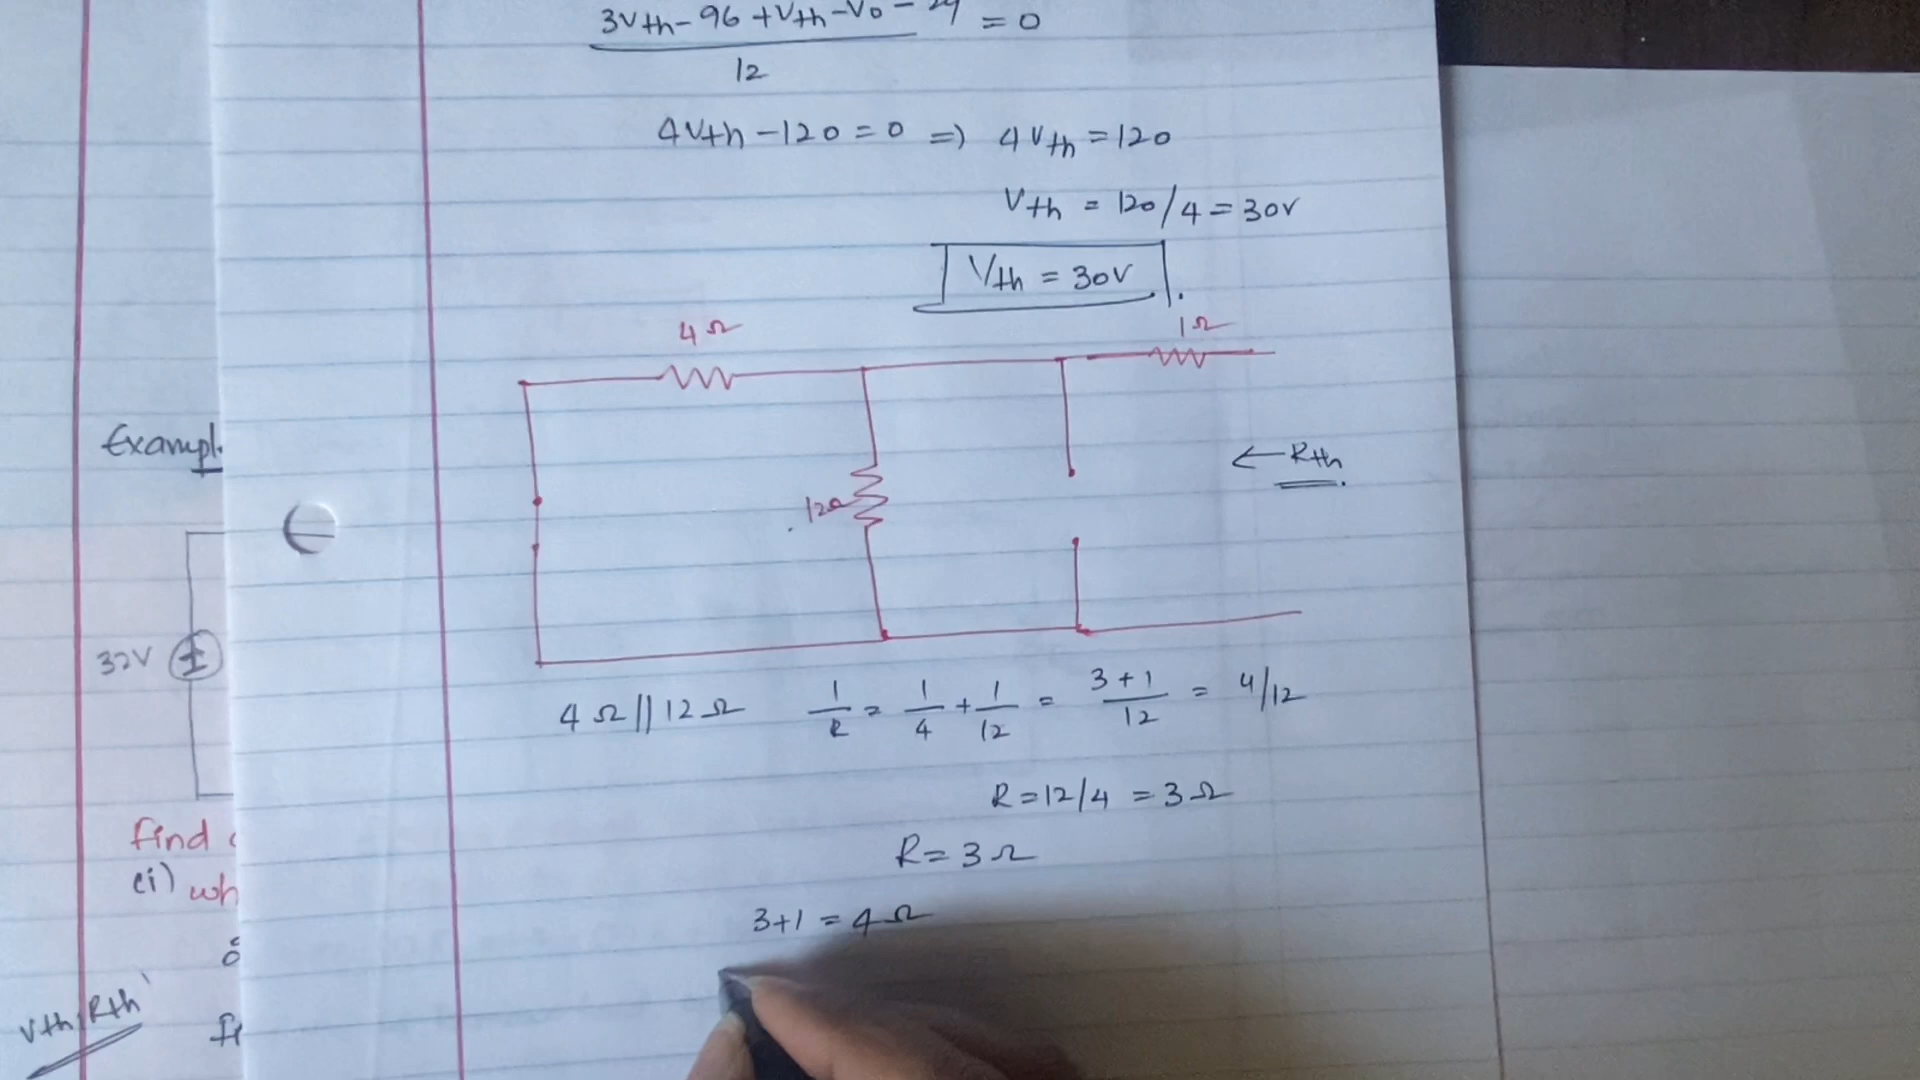 3Vth - 96 + Vth - V0 - 24 = 0
12
4Vth - 120 = 0 => 4Vth = 120
Vth = 120/4 = 30V
Vth = 30V
4Ω
1Ω
← Rth
12Ω
4Ω || 12Ω 1/R = 1/4 + 1/12 = 3+1/12 = 4/12
R = 12/4 = 3Ω
R = 3Ω
3+1 = 4Ω
Exampl
32V
find
(i) wh
Vth, Rth